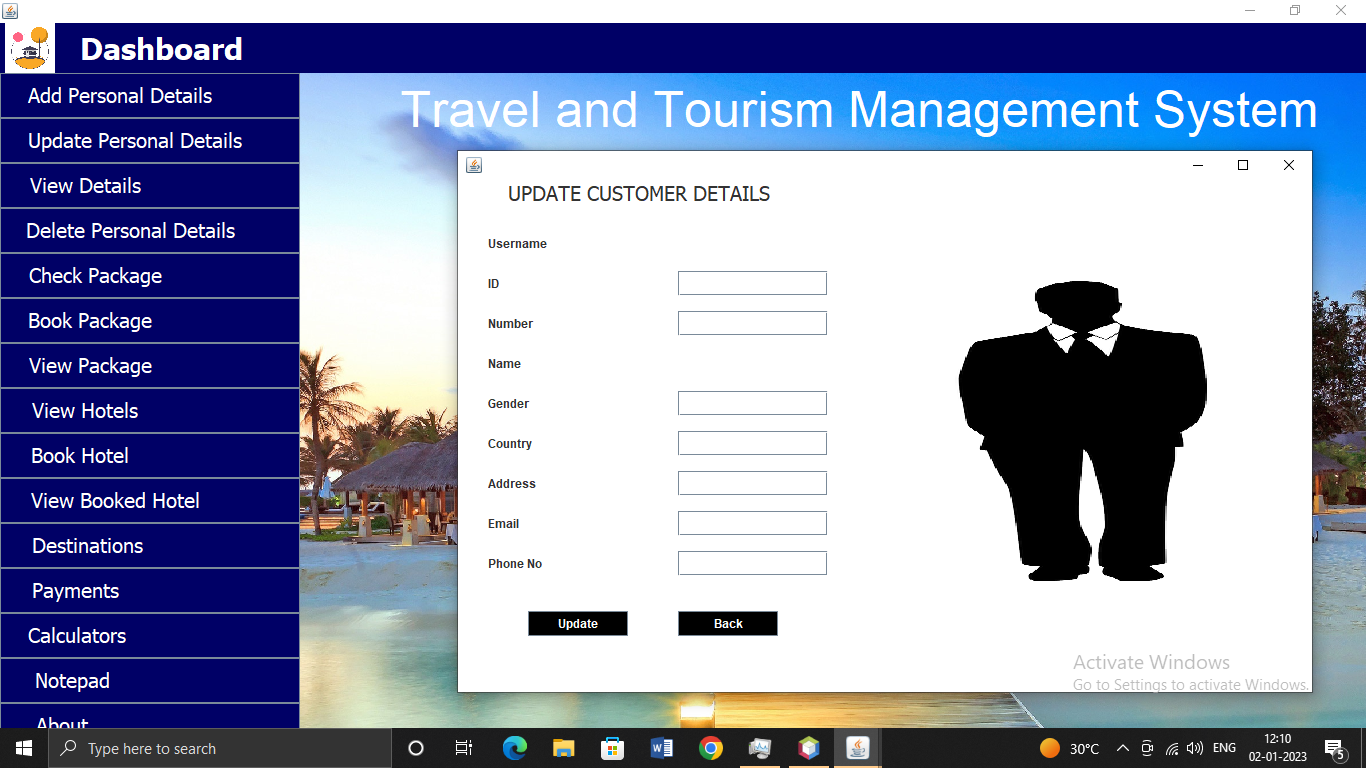 Dashboard
Add Personal Details
Update Personal Details
View Details
Delete Personal Details
Check Package
Book Package
View Package
View Hotels
Book Hotel
View Booked Hotel
Destinations
Payments
Calculators
Notepad
About
Travel and Tourism Management System
UPDATE CUSTOMER DETAILS
Username
ID
Number
Name
Gender
Country
Address
Email
Phone No
Update Back
Activate Windows
Go to Settings to activate Windows.
Type here to search
30°C
ENG
12:10
02-01-2023
5